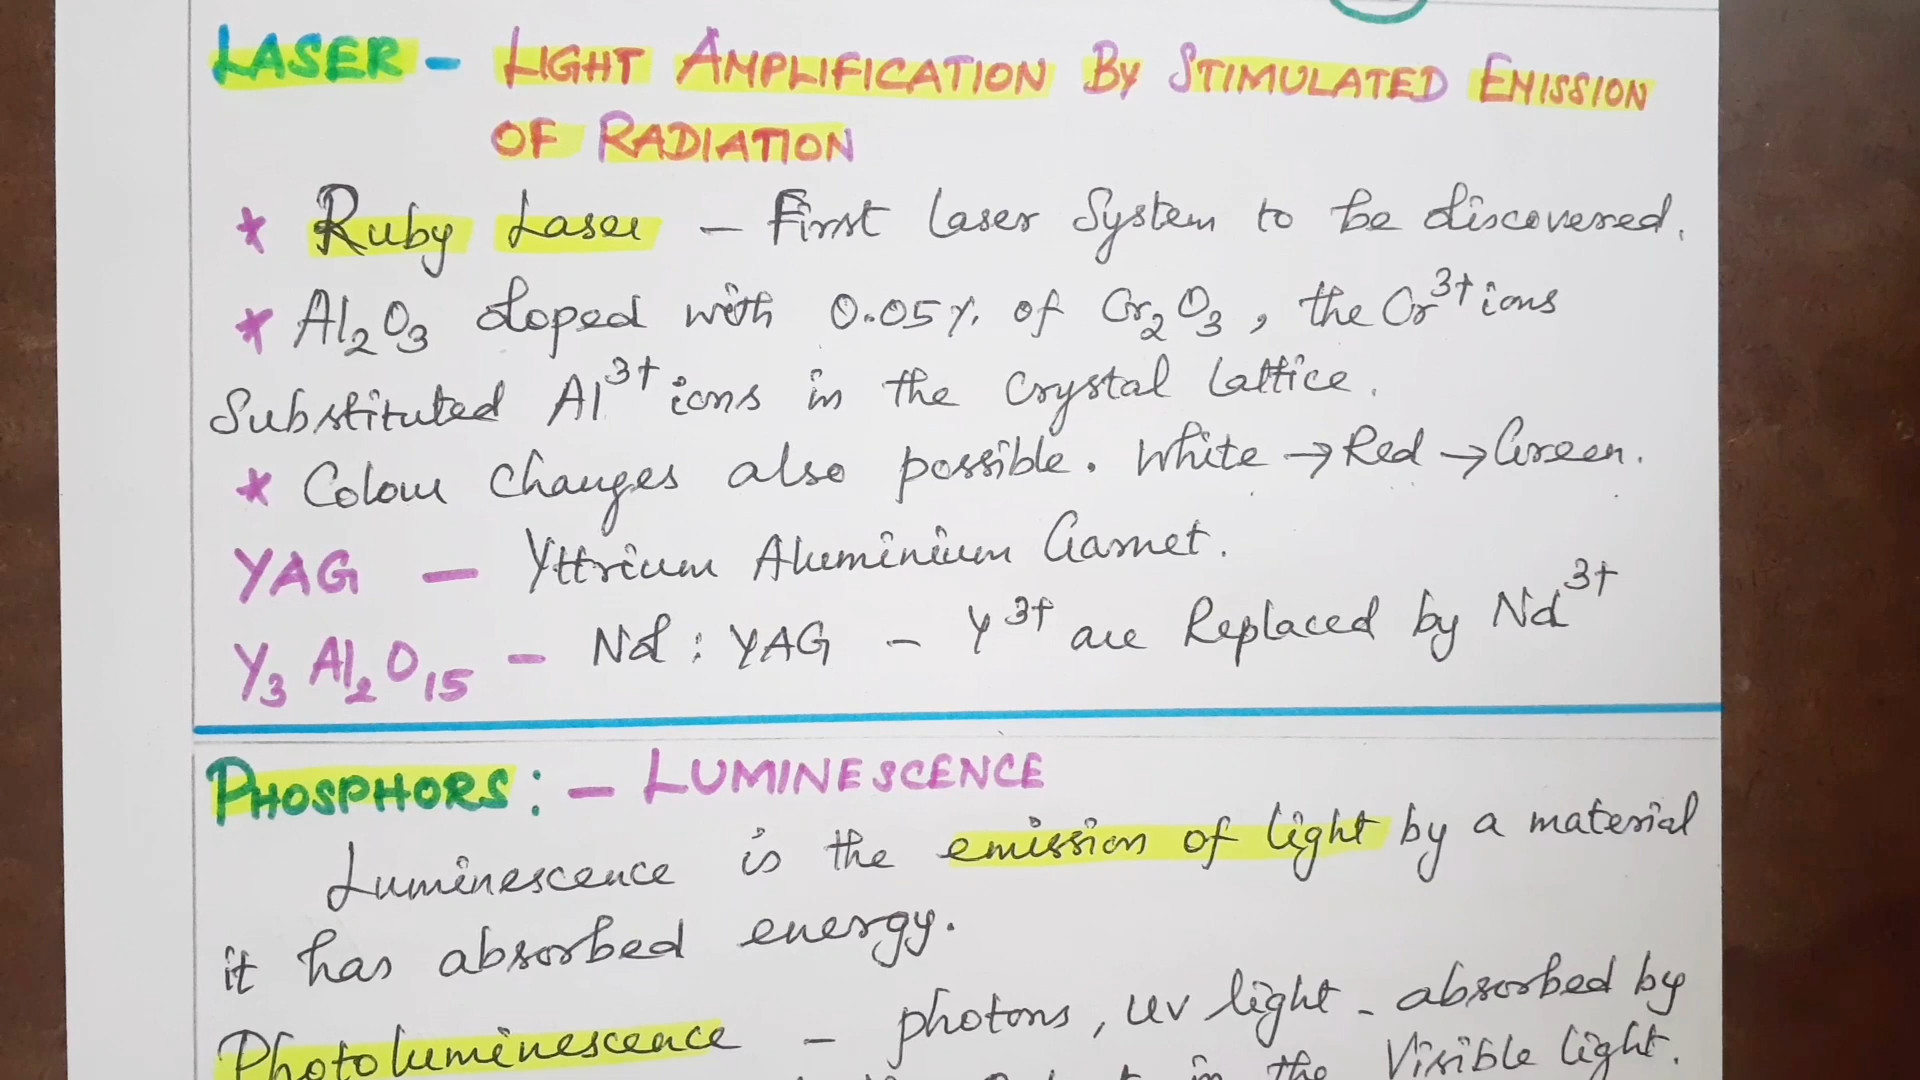 LASER - LIGHT AMPLIFICATION BY STIMULATED EMISSION
OF RADIATION
* Ruby Laser - First Laser System to be discovered.
* Al₂O₃ doped with 0.05% of Cr₂O₃, the Cr³⁺ ions
Substituted Al³⁺ ions in the Crystal Lattice.
* Colour Changes also possible. White → Red → Green.
YAG - Yttrium Aluminium Garnet.
Y₃Al₂O₁₅ - Nd : YAG - Y³⁺ are Replaced by Nd³⁺
PHOSPHORS : - LUMINESCENCE
Luminescence is the emission of light by a material
it has absorbed energy.
Photoluminescence - photons, UV light - absorbed by
in the Visible light.